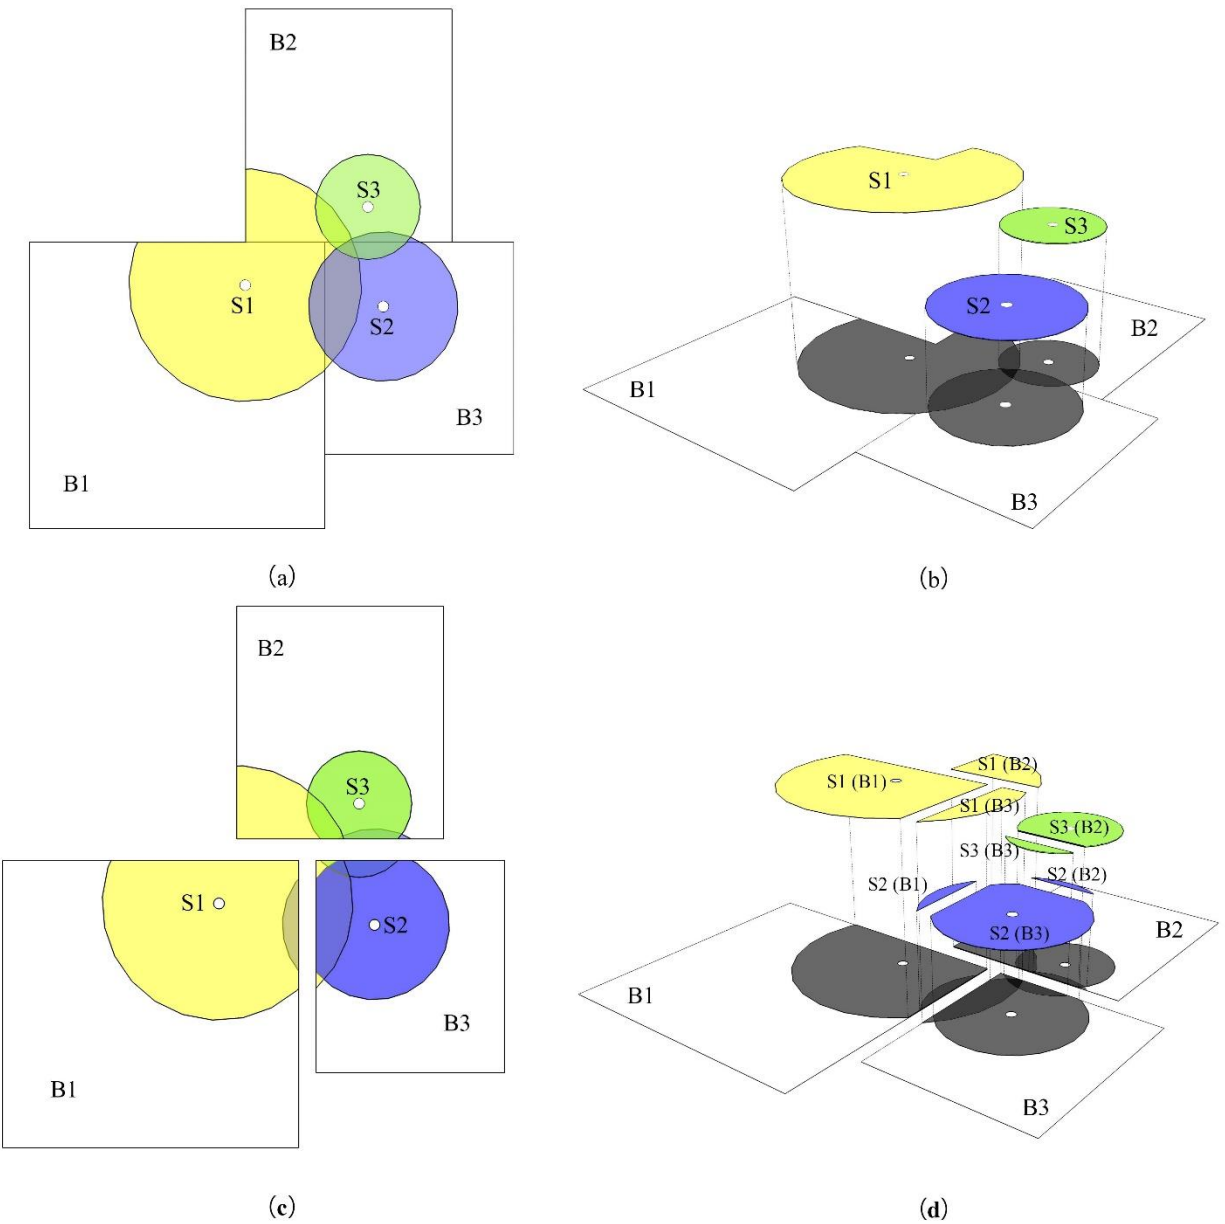 B2
S3
S1
S2
B3
B1
(a)
S1
S3
S2
B2
B1
B3
(b)
B2
S3
S1
S2
B3
B1
(c)
S1 (B2)
S1 (B1)
S1 (B3)
S3 (B2)
S3 (B3)
S2 (B2)
S2 (B1)
S2 (B3)
B2
B1
B3
(d)